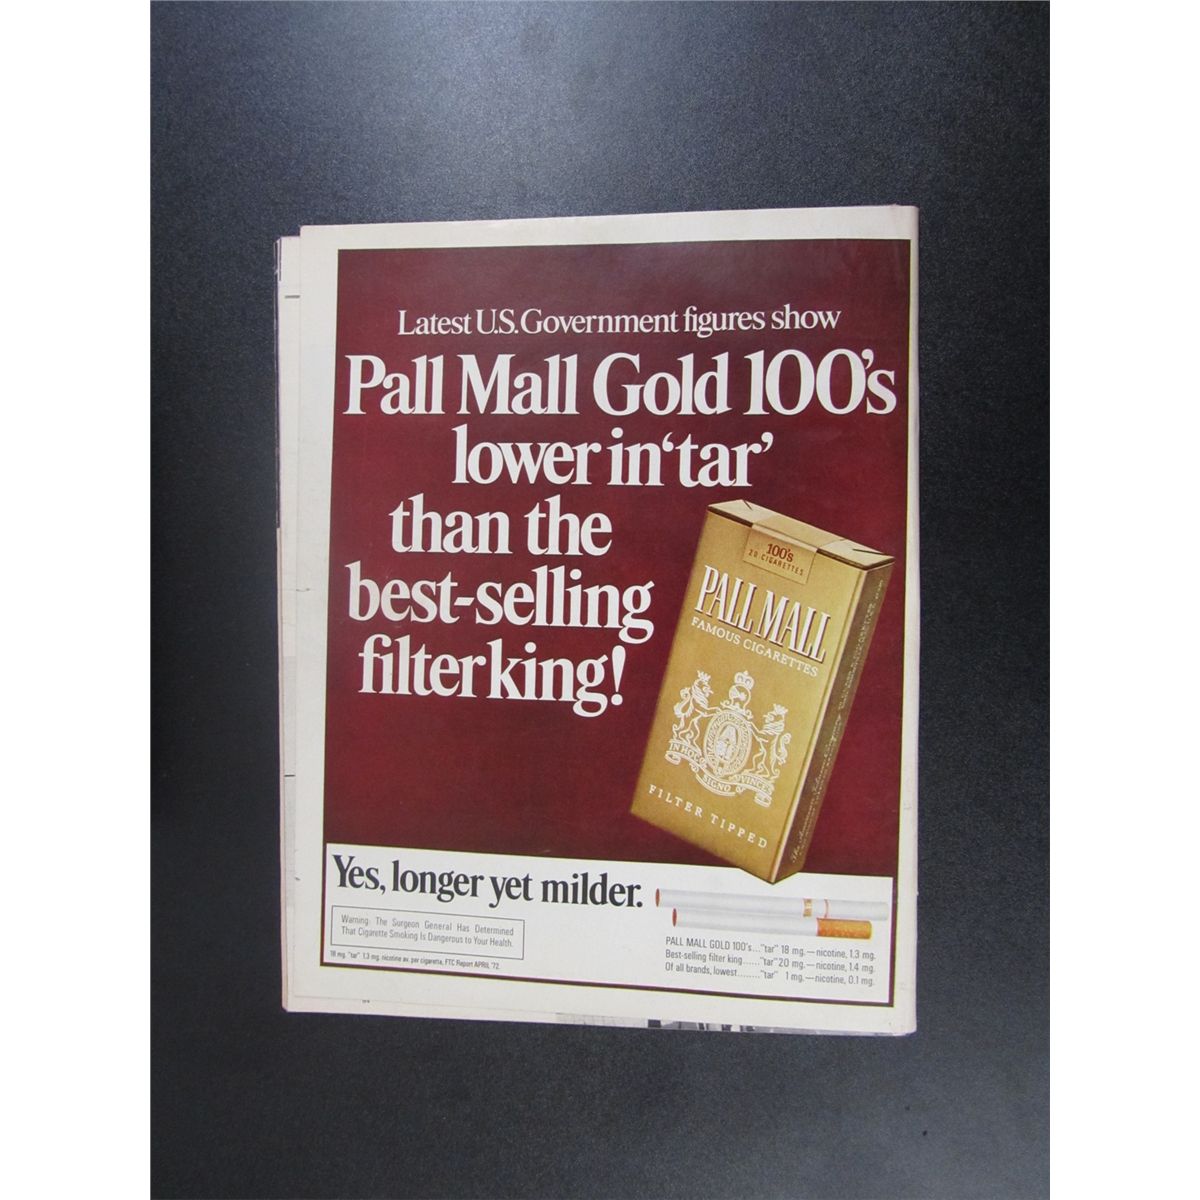 Latest U.S. Government figures show
Pall Mall Gold 100's
lower in 'tar'
than the
best-selling
filter king!
100's
20 CIGARETTES
PALL MALL
FAMOUS CIGARETTES
IN HOC
SIGNO
VINCES
FILTER TIPPED
Yes, longer yet milder.
Warning: The Surgeon General Has Determined
That Cigarette Smoking Is Dangerous to Your Health.
18 mg. "tar" 1.3 mg. nicotine av. per cigarette, FTC Report APRIL, '72
PALL MALL GOLD 100's..."tar" 18 mg.—nicotine, 1.3 mg.
Best-selling filter king....."tar" 20 mg.—nicotine, 1.4 mg.
Of all brands, lowest........"tar" 1 mg.—nicotine, 0.1 mg.